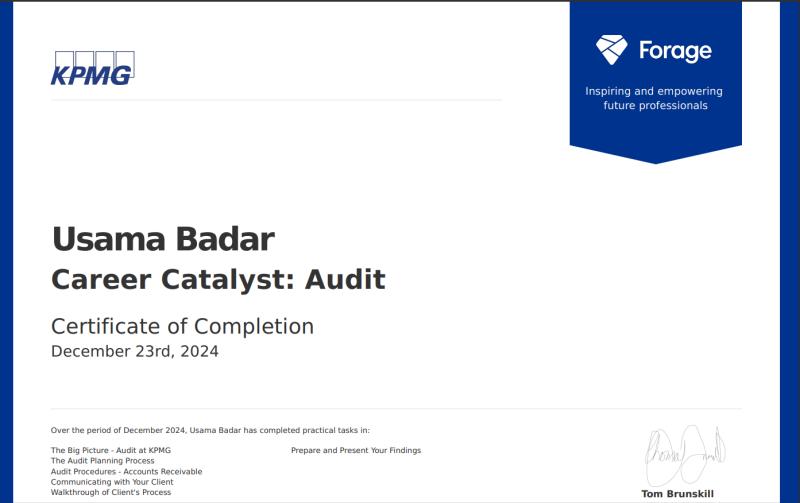 KPMG
Forage
Inspiring and empowering
future professionals
Usama Badar
Career Catalyst: Audit
Certificate of Completion
December 23rd, 2024
Over the period of December 2024, Usama Badar has completed practical tasks in:
The Big Picture - Audit at KPMG
The Audit Planning Process
Audit Procedures - Accounts Receivable
Communicating with Your Client
Walkthrough of Client's Process
Prepare and Present Your Findings
Tom Brunskill